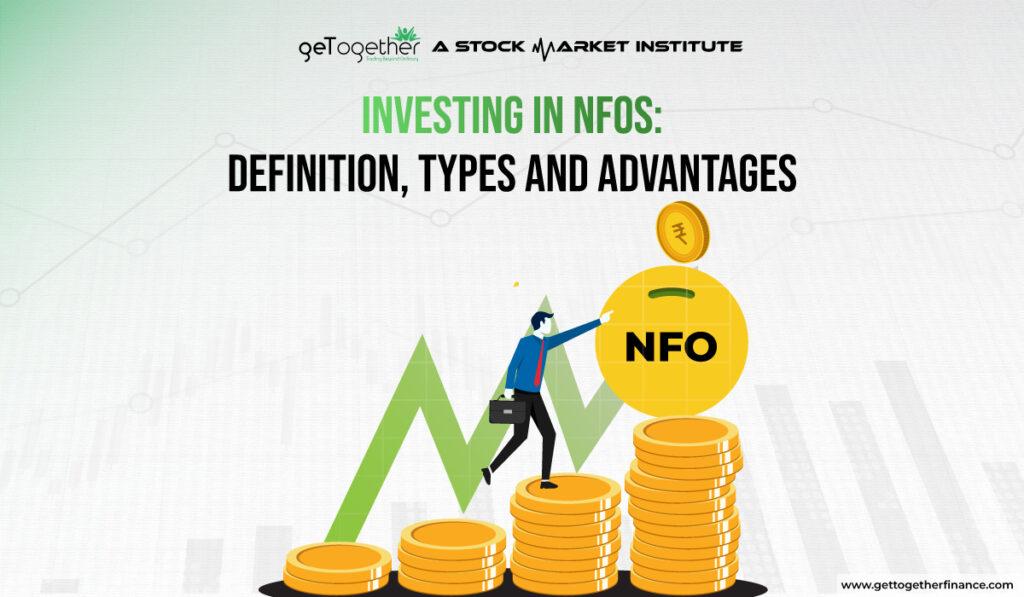 geTogether A STOCK MARKET INSTITUTE
Trading Beyond Ordinary
INVESTING IN NFOS:
DEFINITION, TYPES AND ADVANTAGES
₹
NFO
www.gettogetherfinance.com